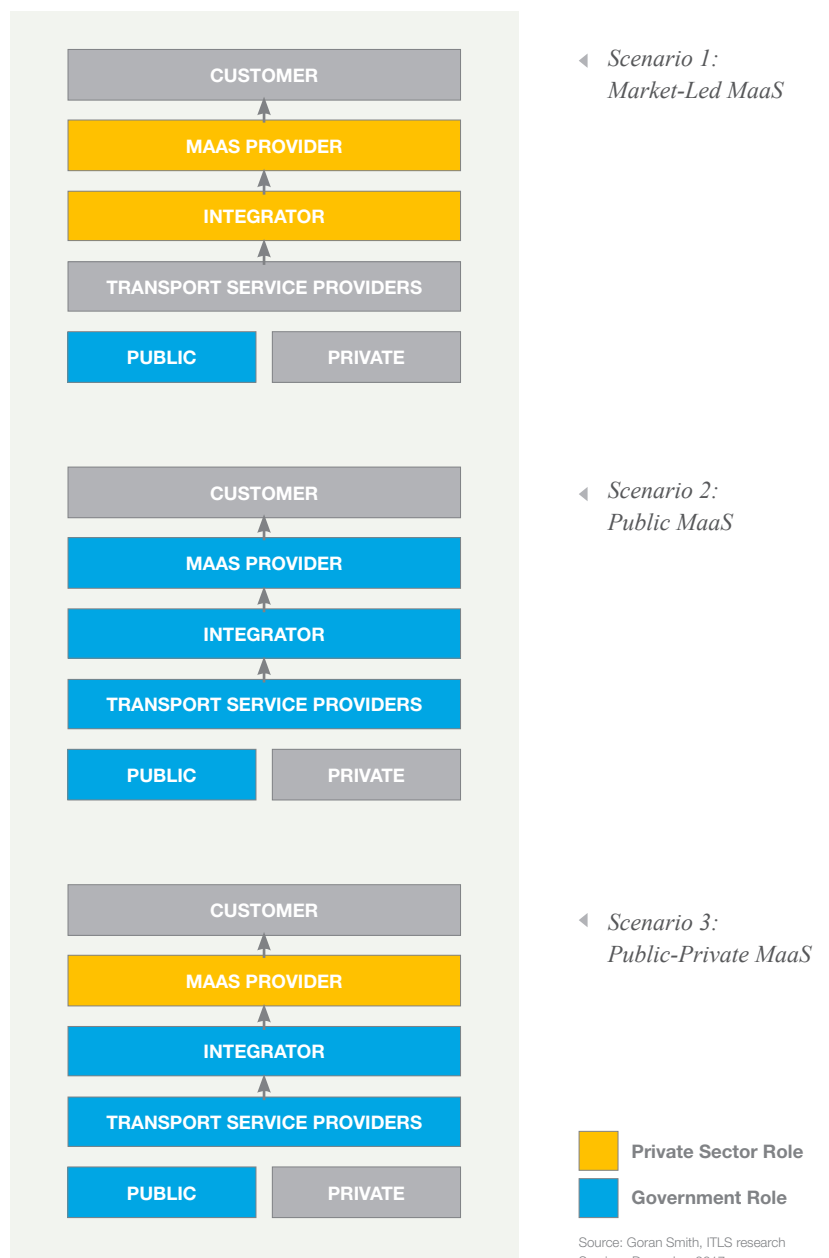 CUSTOMER
MAAS PROVIDER
INTEGRATOR
TRANSPORT SERVICE PROVIDERS
PUBLIC PRIVATE
Scenario 1:
Market-Led MaaS
CUSTOMER
MAAS PROVIDER
INTEGRATOR
TRANSPORT SERVICE PROVIDERS
PUBLIC PRIVATE
Scenario 2:
Public MaaS
CUSTOMER
MAAS PROVIDER
INTEGRATOR
TRANSPORT SERVICE PROVIDERS
PUBLIC PRIVATE
Scenario 3:
Public-Private MaaS
Private Sector Role
Government Role
Source: Goran Smith, ITLS research